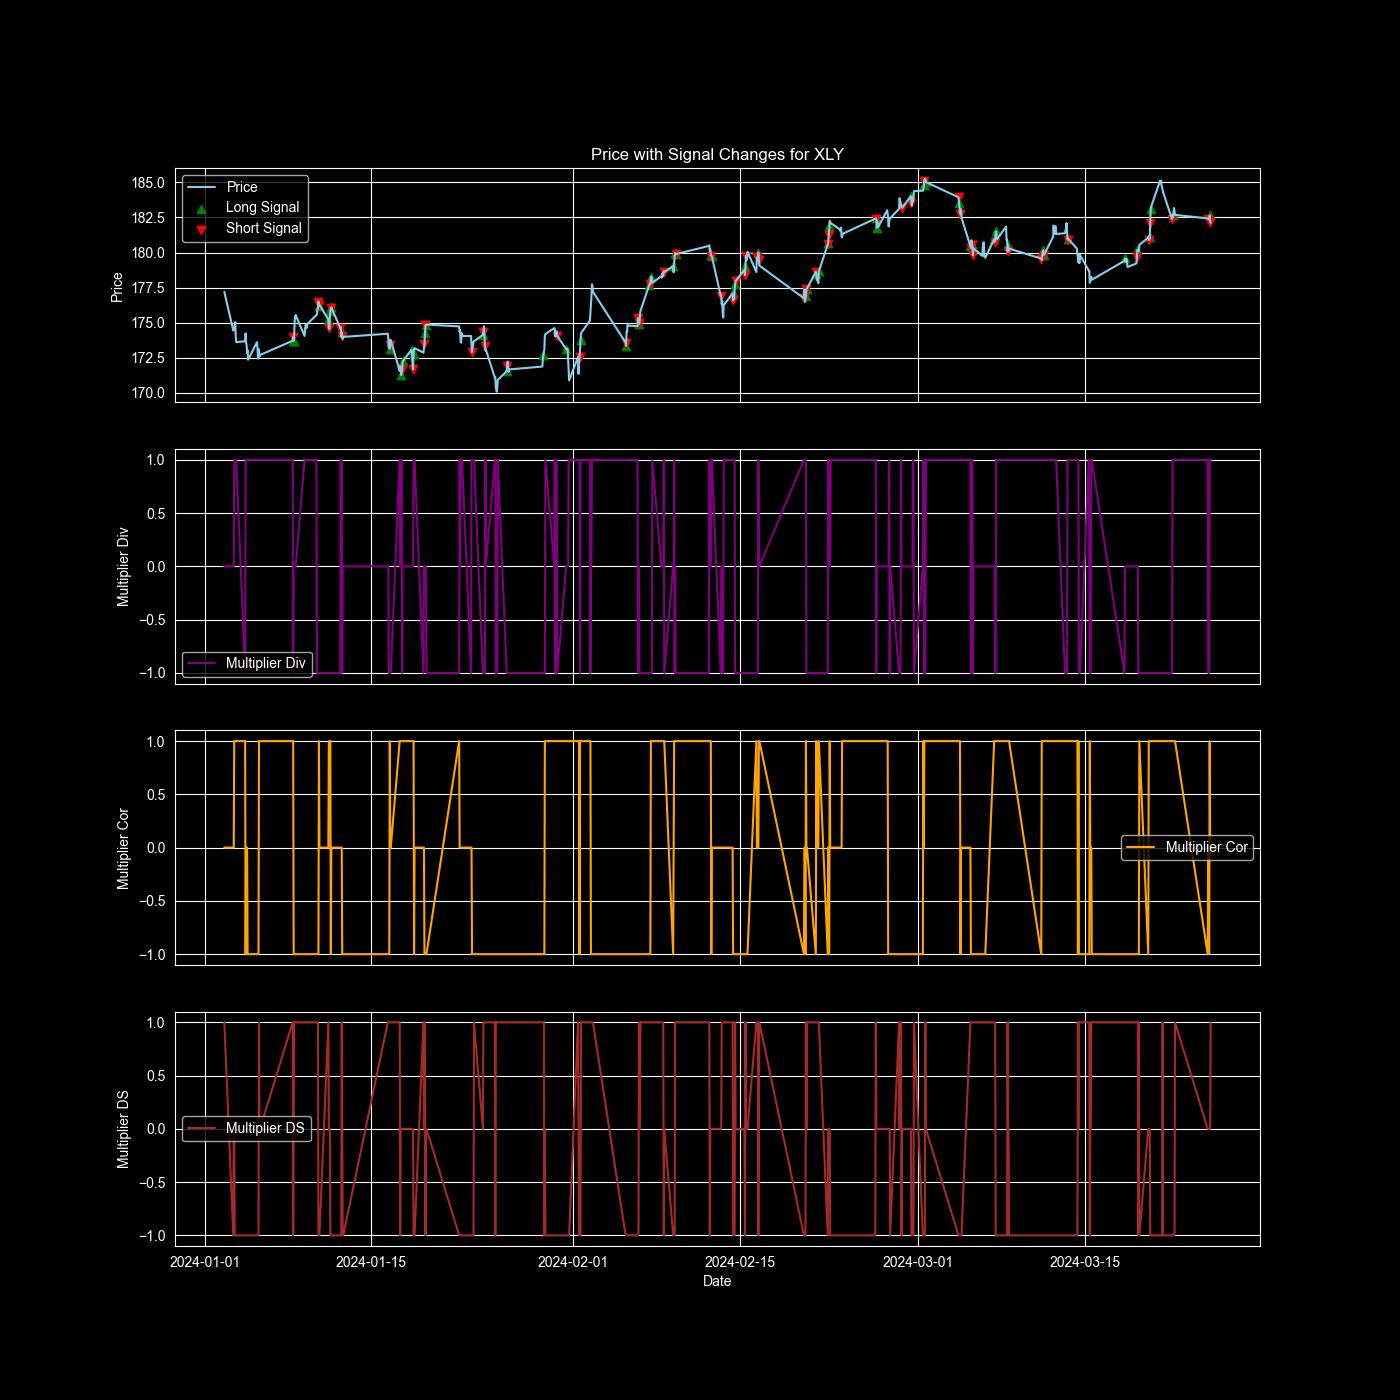 Price with Signal Changes for XLY
185.0
182.5
180.0
177.5
175.0
172.5
170.0
Price
Price
Long Signal
Short Signal
1.0
0.5
0.0
−0.5
−1.0
Multiplier Div
Multiplier Div
1.0
0.5
0.0
−0.5
−1.0
Multiplier Cor
Multiplier Cor
1.0
0.5
0.0
−0.5
−1.0
Multiplier DS
Multiplier DS
2024-01-01
2024-01-15
2024-02-01
2024-02-15
2024-03-01
2024-03-15
Date